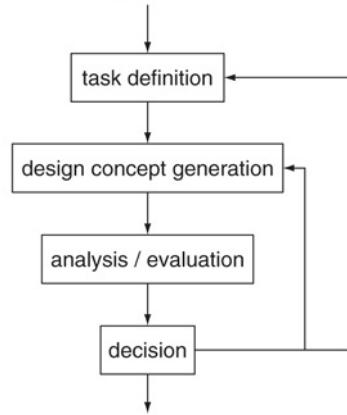 task definition
design concept generation
analysis / evaluation
decision